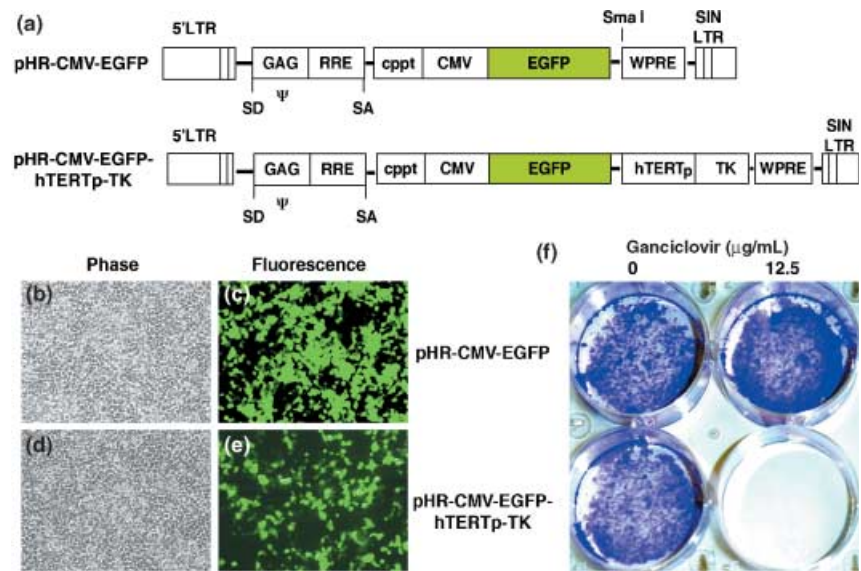 (a)
Sma I
SIN
LTR
5'LTR
pHR-CMV-EGFP
GAG RRE cppt CMV EGFP WPRE
SD Ψ SA
SIN
LTR
5'LTR
pHR-CMV-EGFP-
hTERTp-TK
GAG RRE cppt CMV EGFP hTERTp TK WPRE
SD Ψ SA
Phase Fluorescence
(f) Ganciclovir (μg/mL)
0 12.5
(b) (c)
pHR-CMV-EGFP
(d) (e)
pHR-CMV-EGFP-
hTERTp-TK